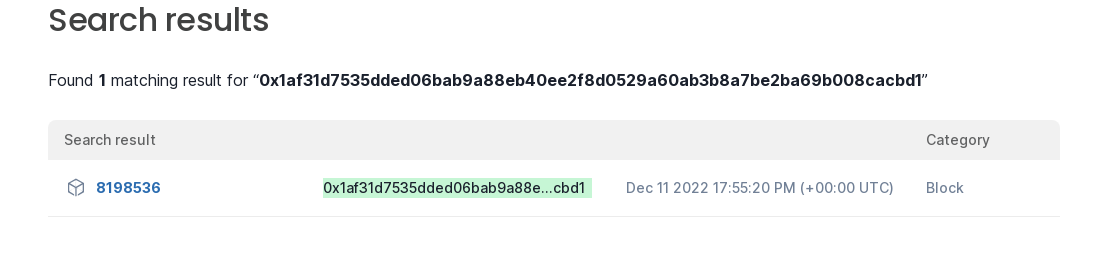 Search results
Found 1 matching result for “0x1af31d7535dded06bab9a88eb40ee2f8d0529a60ab3b8a7be2ba69b008cacbd1”
Search result Category
8198536 0x1af31d7535dded06bab9a88e...cbd1 Dec 11 2022 17:55:20 PM (+00:00 UTC) Block